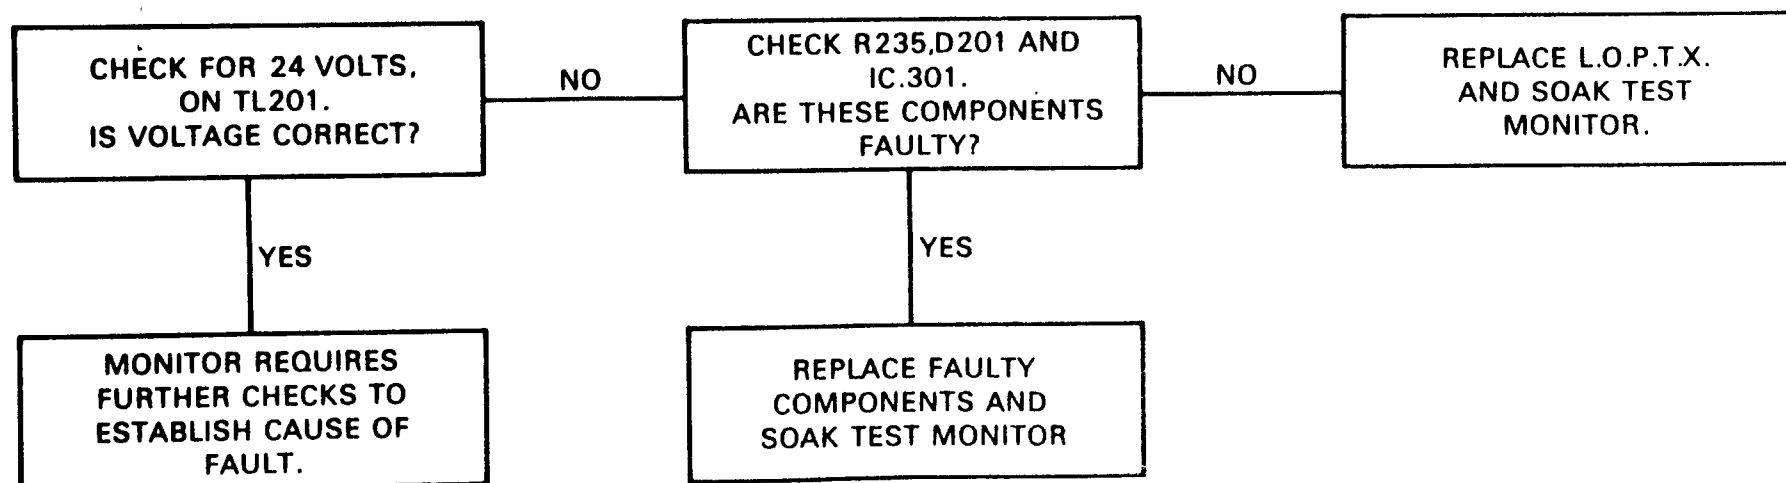 CHECK FOR 24 VOLTS,
ON TL201.
IS VOLTAGE CORRECT?
NO
CHECK R235,D201 AND
IC.301.
ARE THESE COMPONENTS
FAULTY?
NO
REPLACE L.O.P.T.X.
AND SOAK TEST
MONITOR.
YES
YES
MONITOR REQUIRES
FURTHER CHECKS TO
ESTABLISH CAUSE OF
FAULT.
REPLACE FAULTY
COMPONENTS AND
SOAK TEST MONITOR